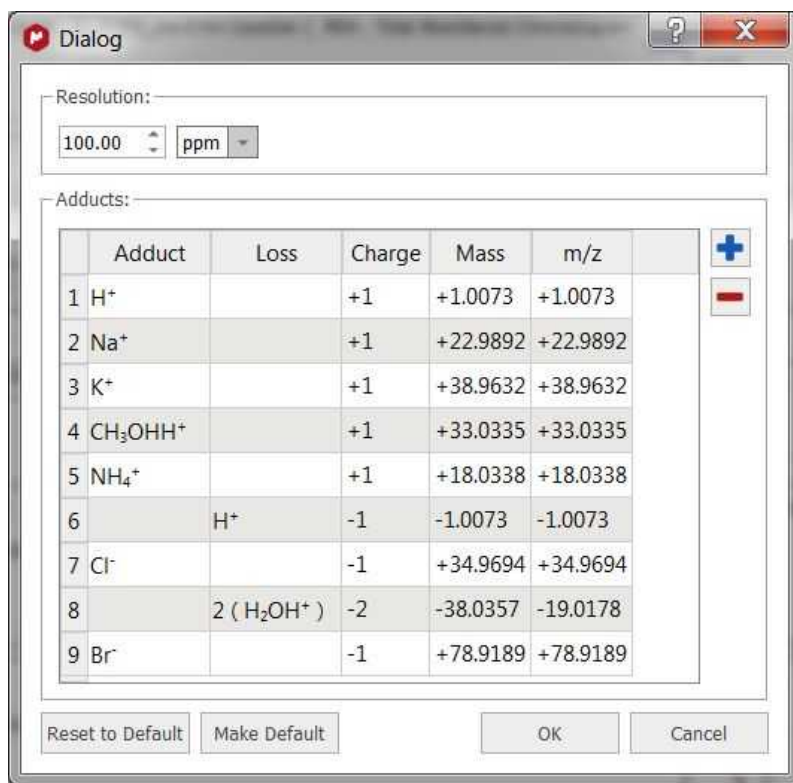 Dialog
Resolution:
100.00 ppm
Adducts:
Adduct Loss Charge Mass m/z
1 H⁺ +1 +1.0073 +1.0073
2 Na⁺ +1 +22.9892 +22.9892
3 K⁺ +1 +38.9632 +38.9632
4 CH₃OHH⁺ +1 +33.0335 +33.0335
5 NH₄⁺ +1 +18.0338 +18.0338
6 H⁺ -1 -1.0073 -1.0073
7 Cl⁻ -1 +34.9694 +34.9694
8 2 ( H₂OH⁺ ) -2 -38.0357 -19.0178
9 Br⁻ -1 +78.9189 +78.9189
Reset to Default Make Default OK Cancel